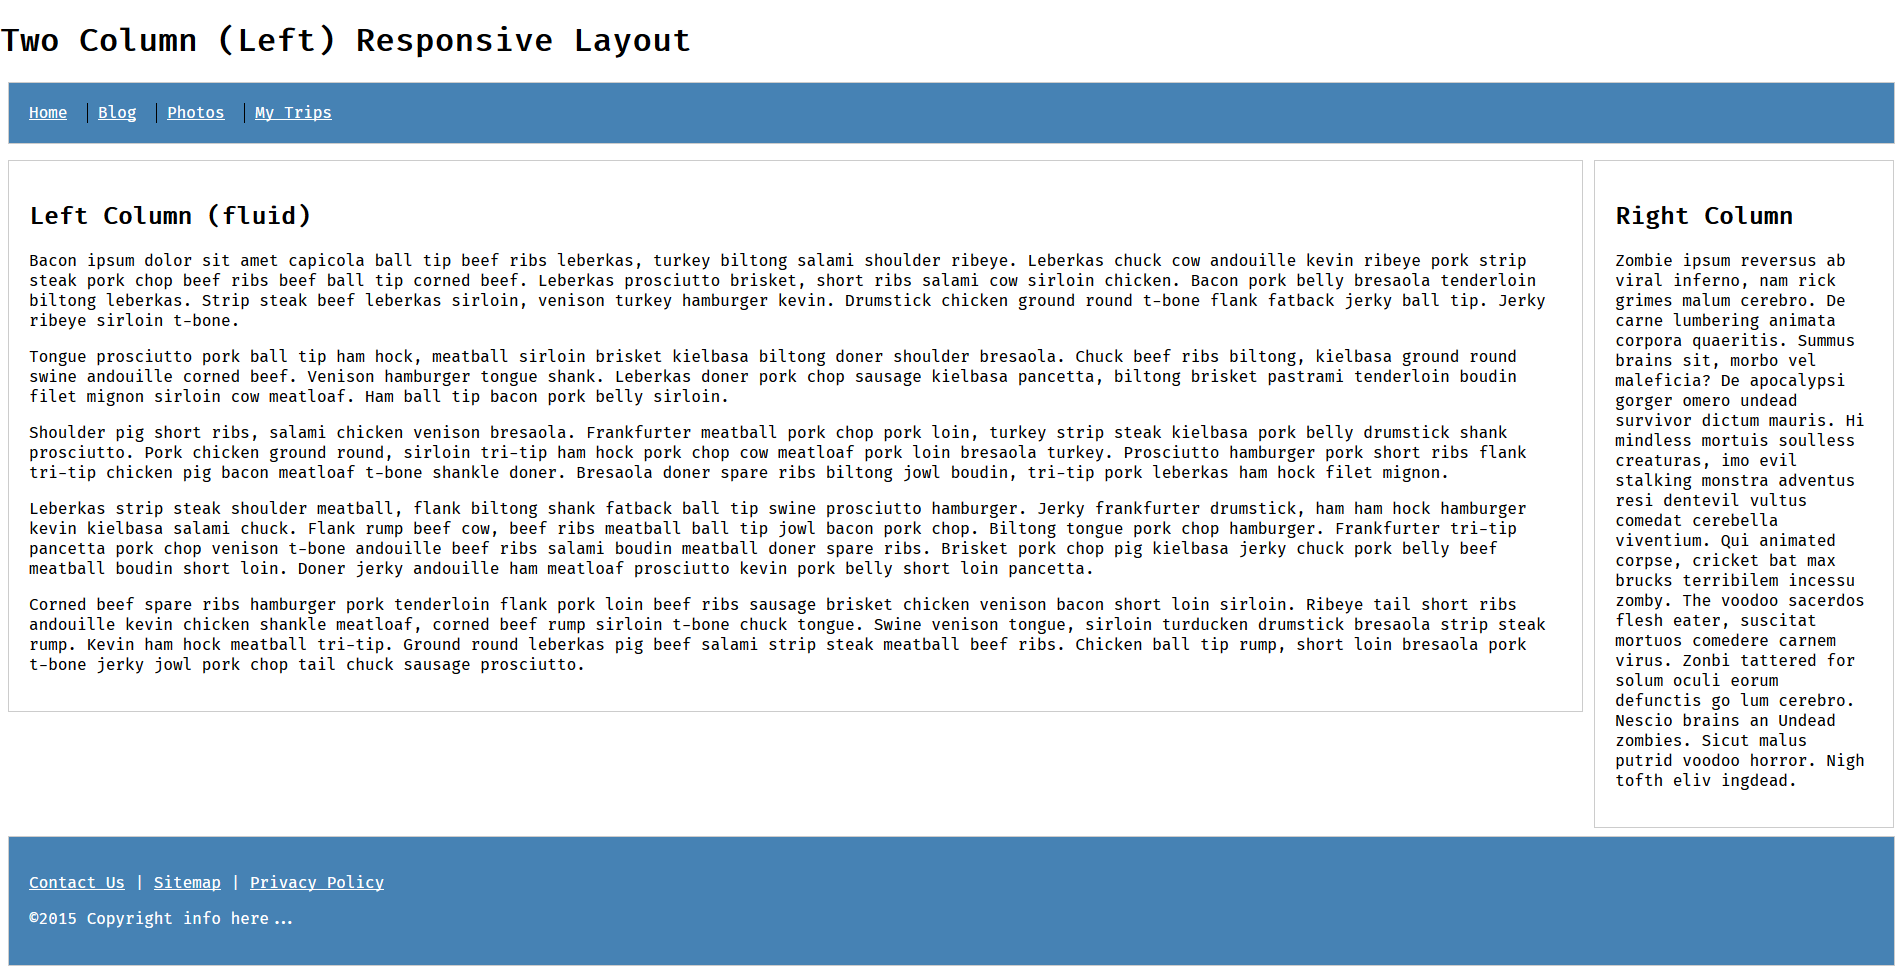 Two Column (Left) Responsive Layout
Home Blog Photos My Trips
Left Column (fluid)
Bacon ipsum dolor sit amet capicola ball tip beef ribs leberkas, turkey biltong salami shoulder ribeye. Leberkas chuck cow andouille kevin ribeye pork strip
steak pork chop beef ribs beef ball tip corned beef. Leberkas prosciutto brisket, short ribs salami cow sirloin chicken. Bacon pork belly bresaola tenderloin
biltong leberkas. Strip steak beef leberkas sirloin, venison turkey hamburger kevin. Drumstick chicken ground round t-bone flank fatback jerky ball tip. Jerky
ribeye sirloin t-bone.
Tongue prosciutto pork ball tip ham hock, meatball sirloin brisket kielbasa biltong doner shoulder bresaola. Chuck beef ribs biltong, kielbasa ground round
swine andouille corned beef. Venison hamburger tongue shank. Leberkas doner pork chop sausage kielbasa pancetta, biltong brisket pastrami tenderloin boudin
filet mignon sirloin cow meatloaf. Ham ball tip bacon pork belly sirloin.
Shoulder pig short ribs, salami chicken venison bresaola. Frankfurter meatball pork chop pork loin, turkey strip steak kielbasa pork belly drumstick shank
prosciutto. Pork chicken ground round, sirloin tri-tip ham hock pork chop cow meatloaf pork loin bresaola turkey. Prosciutto hamburger pork short ribs flank
tri-tip chicken pig bacon meatloaf t-bone shankle doner. Bresaola doner spare ribs biltong jowl boudin, tri-tip pork leberkas ham hock filet mignon.
Leberkas strip steak shoulder meatball, flank biltong shank fatback ball tip swine prosciutto hamburger. Jerky frankfurter drumstick, ham ham hock hamburger
kevin kielbasa salami chuck. Flank rump beef cow, beef ribs meatball ball tip jowl bacon pork chop. Biltong tongue pork chop hamburger. Frankfurter tri-tip
pancetta pork chop venison t-bone andouille beef ribs salami boudin meatball doner spare ribs. Brisket pork chop pig kielbasa jerky chuck pork belly beef
meatball boudin short loin. Doner jerky andouille ham meatloaf prosciutto kevin pork belly short loin pancetta.
Corned beef spare ribs hamburger pork tenderloin flank pork loin beef ribs sausage brisket chicken venison bacon short loin sirloin. Ribeye tail short ribs
andouille kevin chicken shankle meatloaf, corned beef rump sirloin t-bone chuck tongue. Swine venison tongue, sirloin turducken drumstick bresaola strip steak
rump. Kevin ham hock meatball tri-tip. Ground round leberkas pig beef salami strip steak meatball beef ribs. Chicken ball tip rump, short loin bresaola pork
t-bone jerky jowl pork chop tail chuck sausage prosciutto.
Right Column
Zombie ipsum reversus ab
viral inferno, nam rick
grimes malum cerebro. De
carne lumbering animata
corpora quaeritis. Summus
brains sit, morbo vel
maleficia? De apocalypsi
gorger omero undead
survivor dictum mauris. Hi
mindless mortuis soulless
creaturas, imo evil
stalking monstra adventus
resi dentevil vultus
comedat cerebella
viventium. Qui animated
corpse, cricket bat max
brucks terribilem incessu
zomby. The voodoo sacerdos
flesh eater, suscitat
mortuos comedere carnem
virus. Zonbi tattered for
solum oculi eorum
defunctis go lum cerebro.
Nescio brains an Undead
zombies. Sicut malus
putrid voodoo horror. Nigh
tofth eliv ingdead.
Contact Us | Sitemap | Privacy Policy
©2015 Copyright info here...